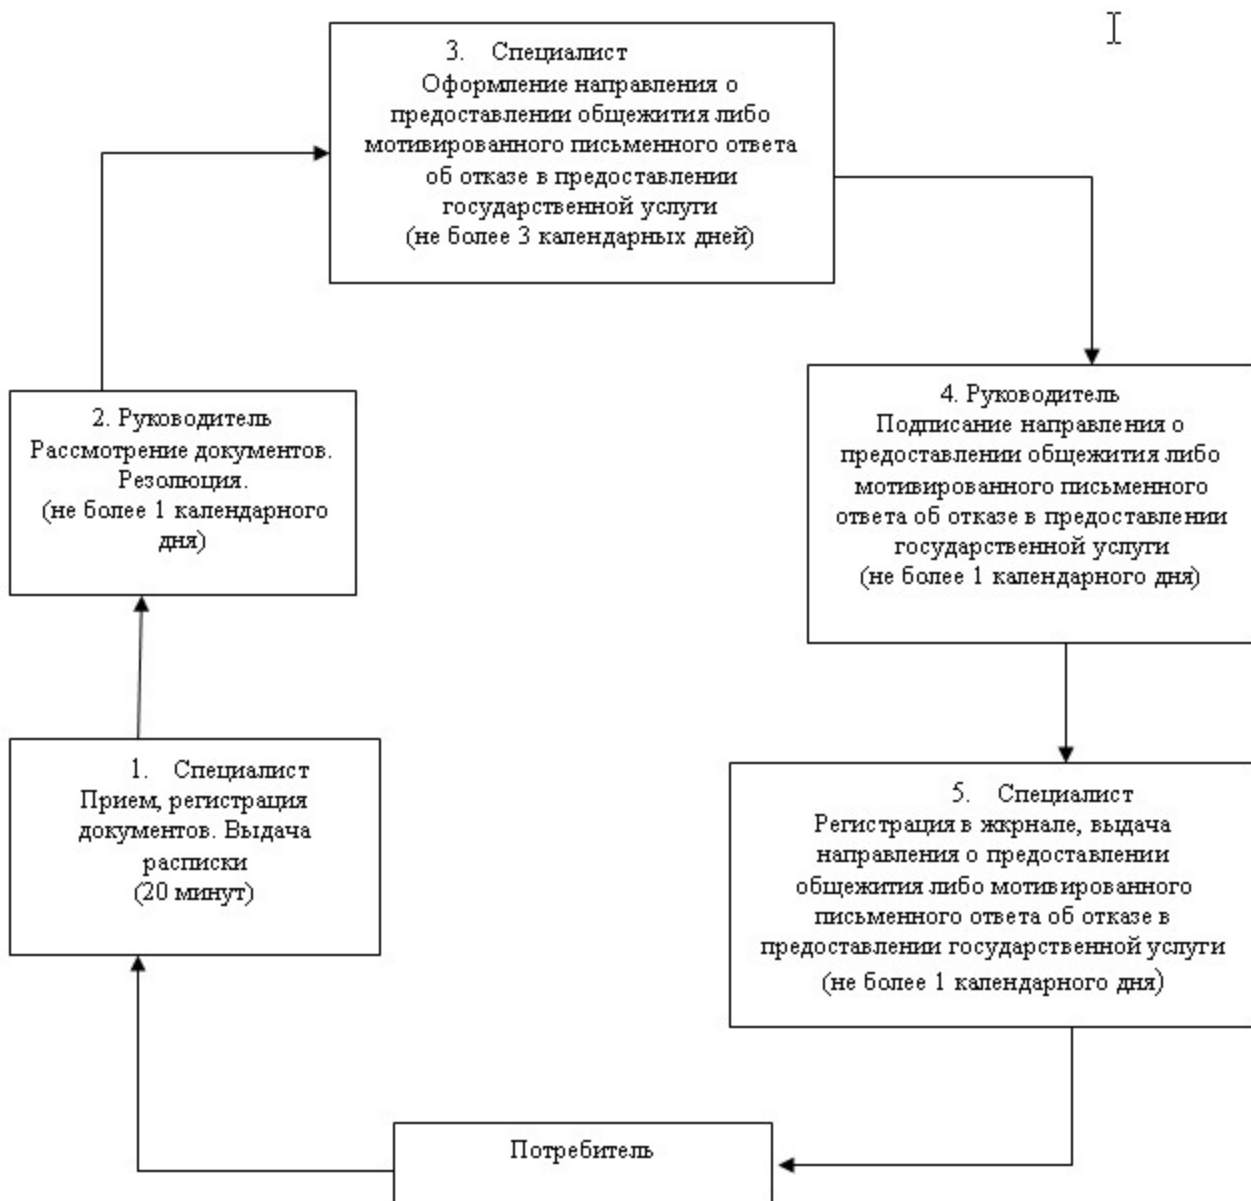 3. Специалист
Оформление направления о
предоставлении общежития либо
мотивированного письменного ответа
об отказе в предоставлении
государственной услуги
(не более 3 календарных дней)
2. Руководитель
Рассмотрение документов.
Резолюция.
(не более 1 календарного
дня)
4. Руководитель
Подписание направления о
предоставлении общежития либо
мотивированного письменного
ответа об отказе в предоставлении
государственной услуги
(не более 1 календарного дня)
1. Специалист
Прием, регистрация
документов. Выдача
расписки
(20 минут)
5. Специалист
Регистрация в жкрнале, выдача
направления о предоставлении
общежития либо мотивированного
письменного ответа об отказе в
предоставлении государственной услуги
(не более 1 календарного дня)
Потребитель